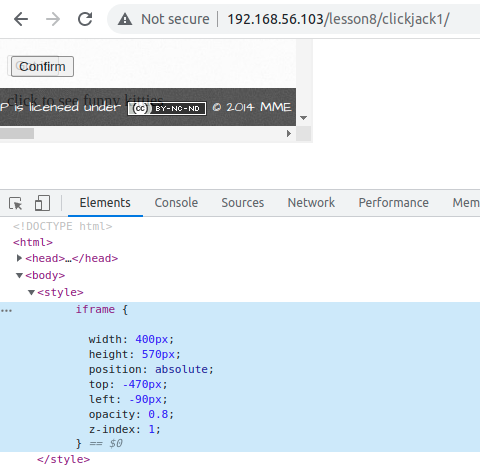 Not secure | 192.168.56.103/lesson8/clickjack1/
Confirm
click to see funny kitties
P is licensed under (cc) BY-NC-ND © 2014 MME
Elements Console Sources Network Performance Mem
<!DOCTYPE html>
<html>
<head>…</head>
<body>
<style>
iframe {
width: 400px;
height: 570px;
position: absolute;
top: -470px;
left: -90px;
opacity: 0.8;
z-index: 1;
} == $0
</style>